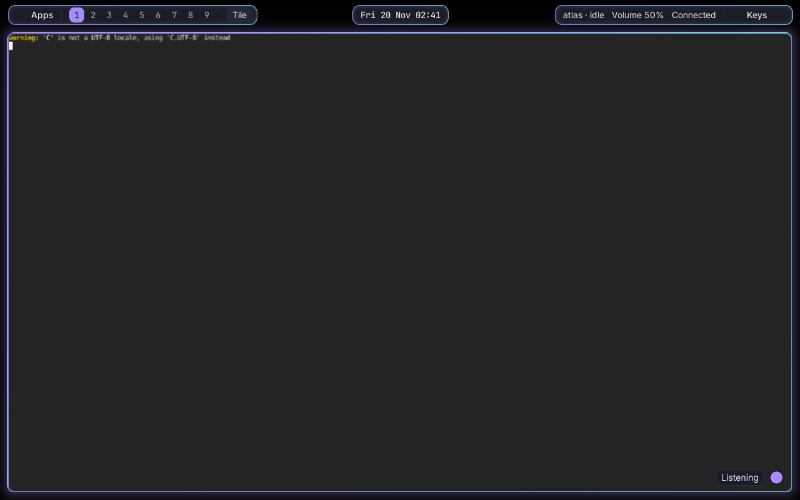 Apps 1 2 3 4 5 6 7 8 9 Tile
Fri 20 Nov 02:41
atlas · idle Volume 50% Connected Keys
warning: 'C' is not a UTF-8 locale, using 'C.UTF-8' instead
Listening